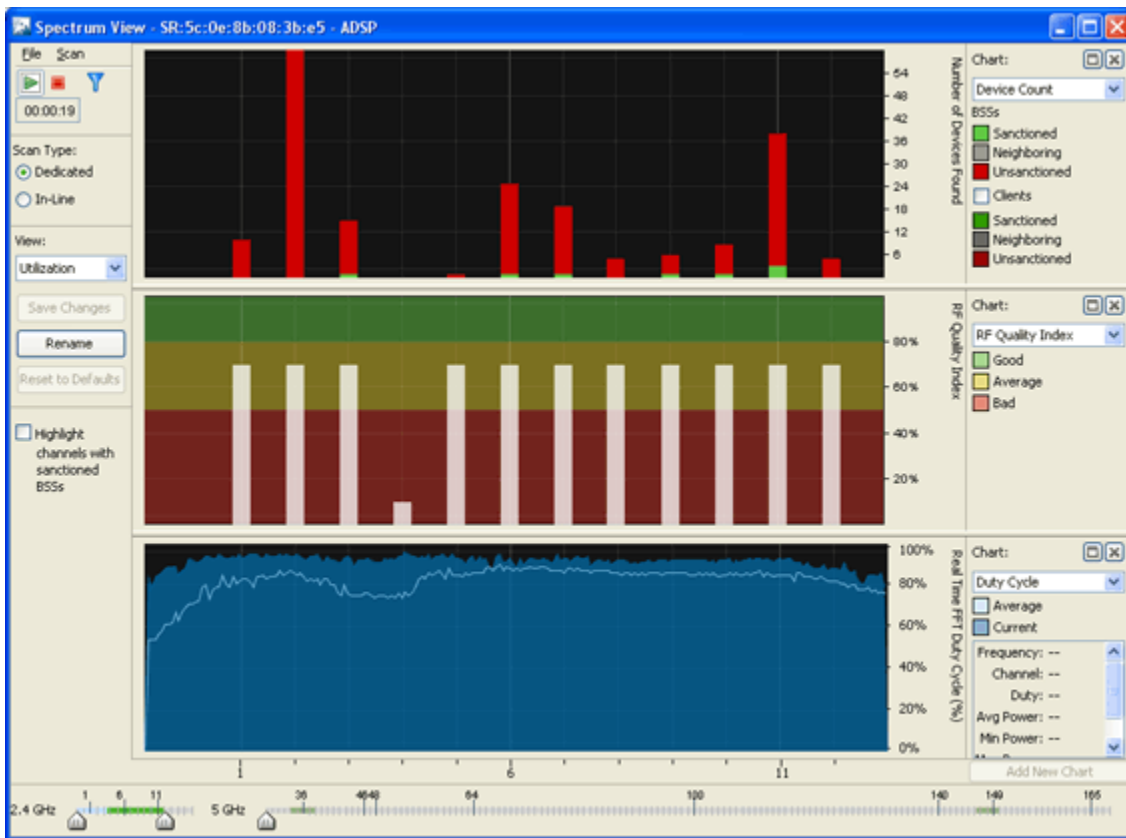 Spectrum View - SR:5c:0e:8b:08:3b:e5 - ADSP
File Scan
00:00:19
Scan Type:
Dedicated
In-Line
View:
Utilization
Save Changes
Rename
Reset to Defaults
Highlight
channels with
sanctioned
BSSs
54
48
42
36
30
24
18
12
6
Number of Devices Found
Chart:
Device Count
BSSs
Sanctioned
Neighboring
Unsanctioned
Clients
Sanctioned
Neighboring
Unsanctioned
80%
60%
40%
20%
RF Quality Index
Chart:
RF Quality Index
Good
Average
Bad
100%
80%
60%
40%
20%
0%
Real Time FFT Duty Cycle (%)
Chart:
Duty Cycle
Average
Current
Frequency: --
Channel: --
Duty: --
Avg Power: --
Min Power: --
Add New Chart
1 6 11
2.4 GHz 1 6 11
5 GHz 36 46 48 64 100 140 149 165